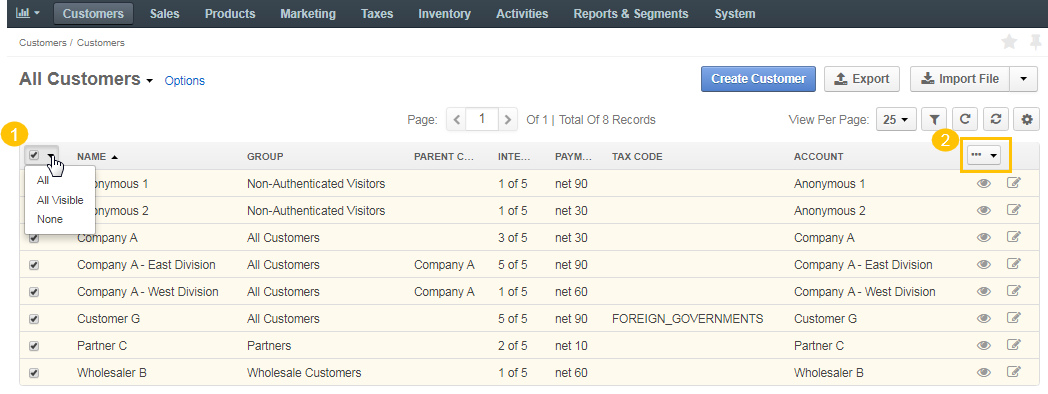 Customers Sales Products Marketing Taxes Inventory Activities Reports & Segments System
Customers / Customers
All Customers Options Create Customer Export Import File
Page: 1 Of 1 | Total Of 8 Records View Per Page: 25
1 2
NAME GROUP PARENT C... INTE... PAYM... TAX CODE ACCOUNT ...
All
onymous 1 Non-Authenticated Visitors 1 of 5 net 90 Anonymous 1
All Visible
onymous 2 Non-Authenticated Visitors 1 of 5 net 30 Anonymous 2
None
Company A All Customers 3 of 5 net 30 Company A
Company A - East Division All Customers Company A 5 of 5 net 90 Company A - East Division
Company A - West Division All Customers Company A 1 of 5 net 60 Company A - West Division
Customer G All Customers 5 of 5 net 90 FOREIGN_GOVERNMENTS Customer G
Partner C Partners 2 of 5 net 10 Partner C
Wholesaler B Wholesale Customers 1 of 5 net 60 Wholesaler B